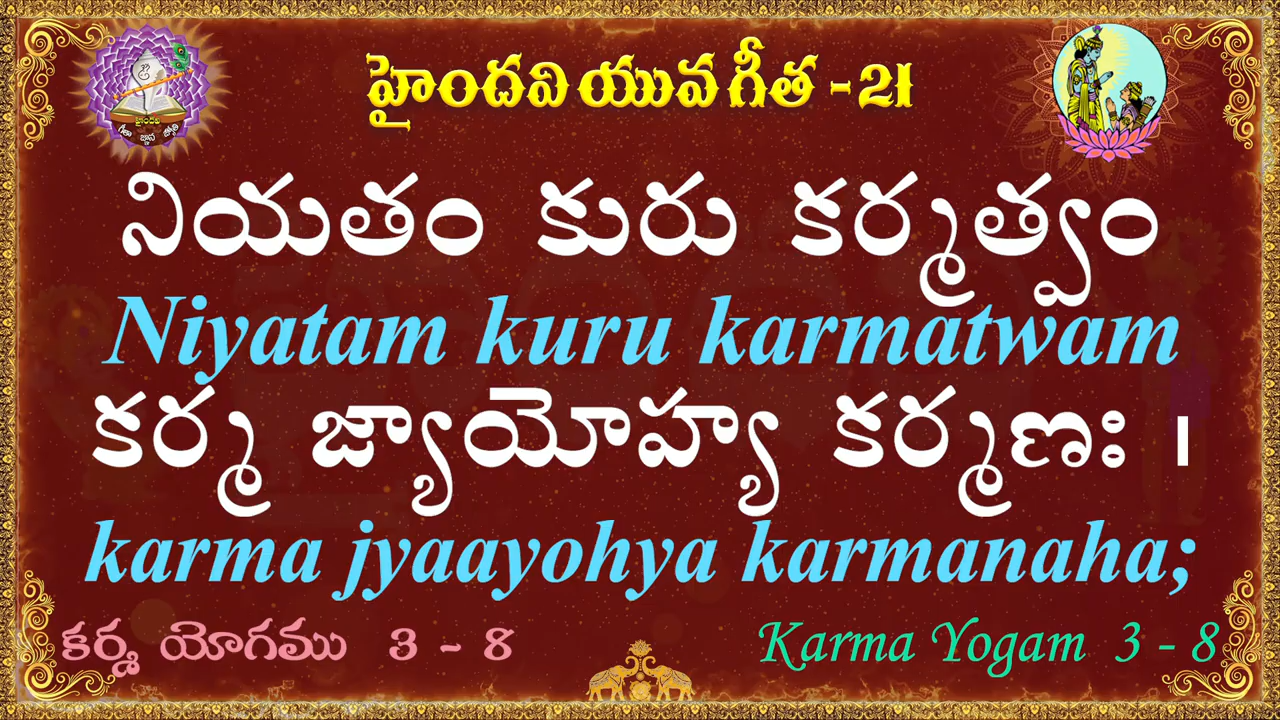 హైందవి యువ గీత - 21
హైందవి
గీతా జ్ఞాన జ్యోతి
నియతం కురు కర్మత్వం
Niyatam kuru karmatwam
కర్మ జ్యాయోహ్య కర్మణః ।
karma jyaayohya karmanaha;
కర్మ యోగము 3 - 8
Karma Yogam 3 - 8